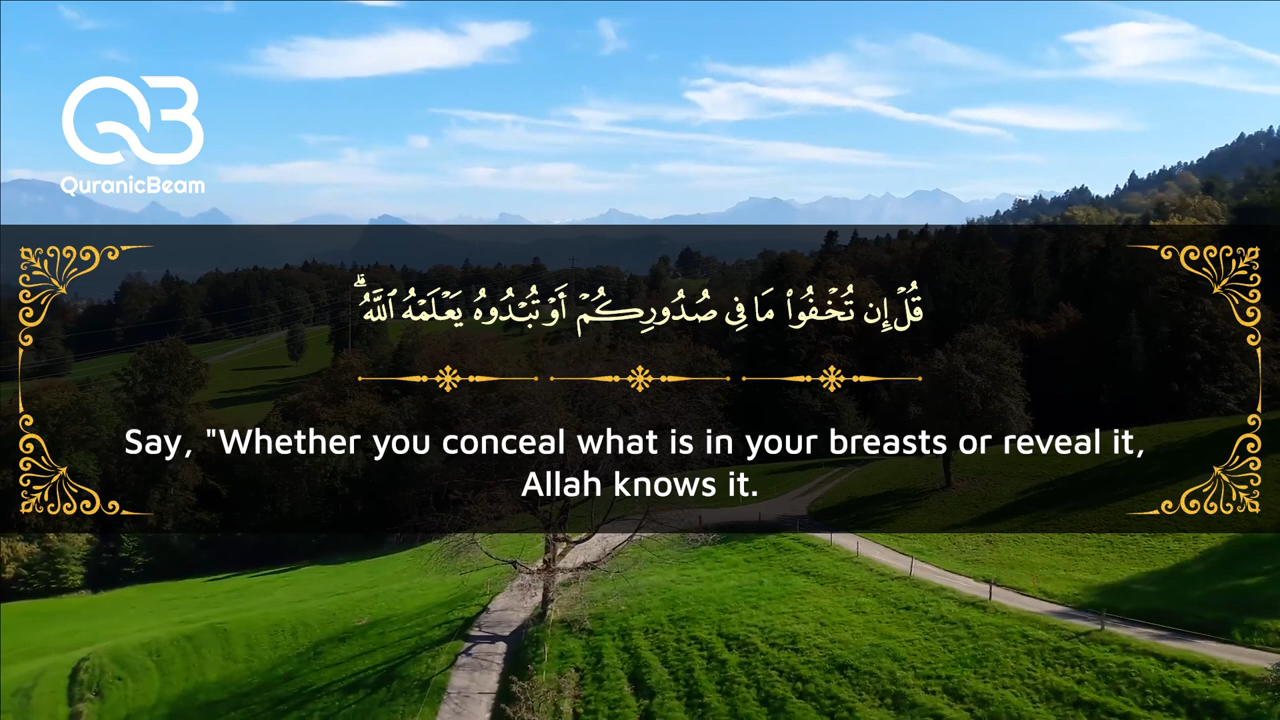 QB
QuranicBeam
قُلْ إِن تُخْفُوا۟ مَا فِى صُدُورِكُمْ أَوْ تُبْدُوهُ يَعْلَمْهُ ٱللَّهُ ۗ
Say, "Whether you conceal what is in your breasts or reveal it,
Allah knows it.